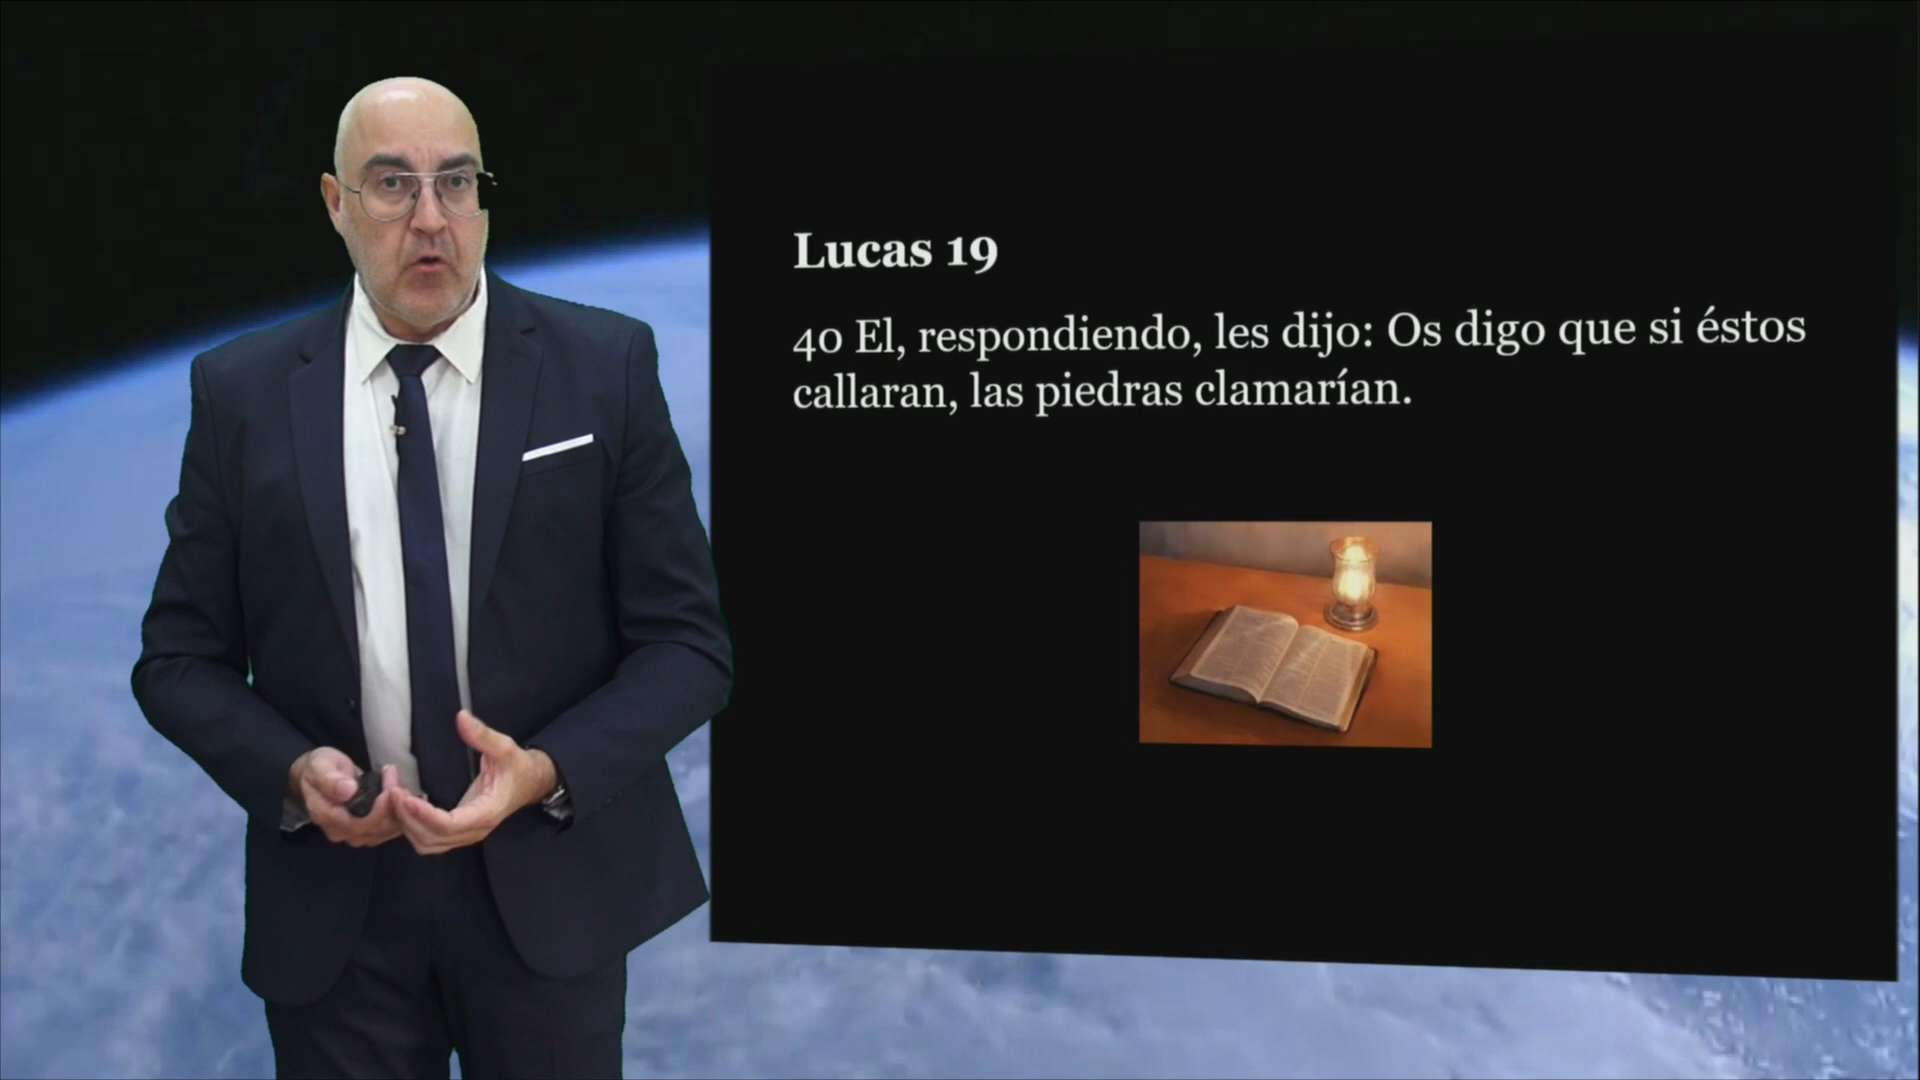 Lucas 19
40 El, respondiendo, les dijo: Os digo que si éstos
callaran, las piedras clamarían.